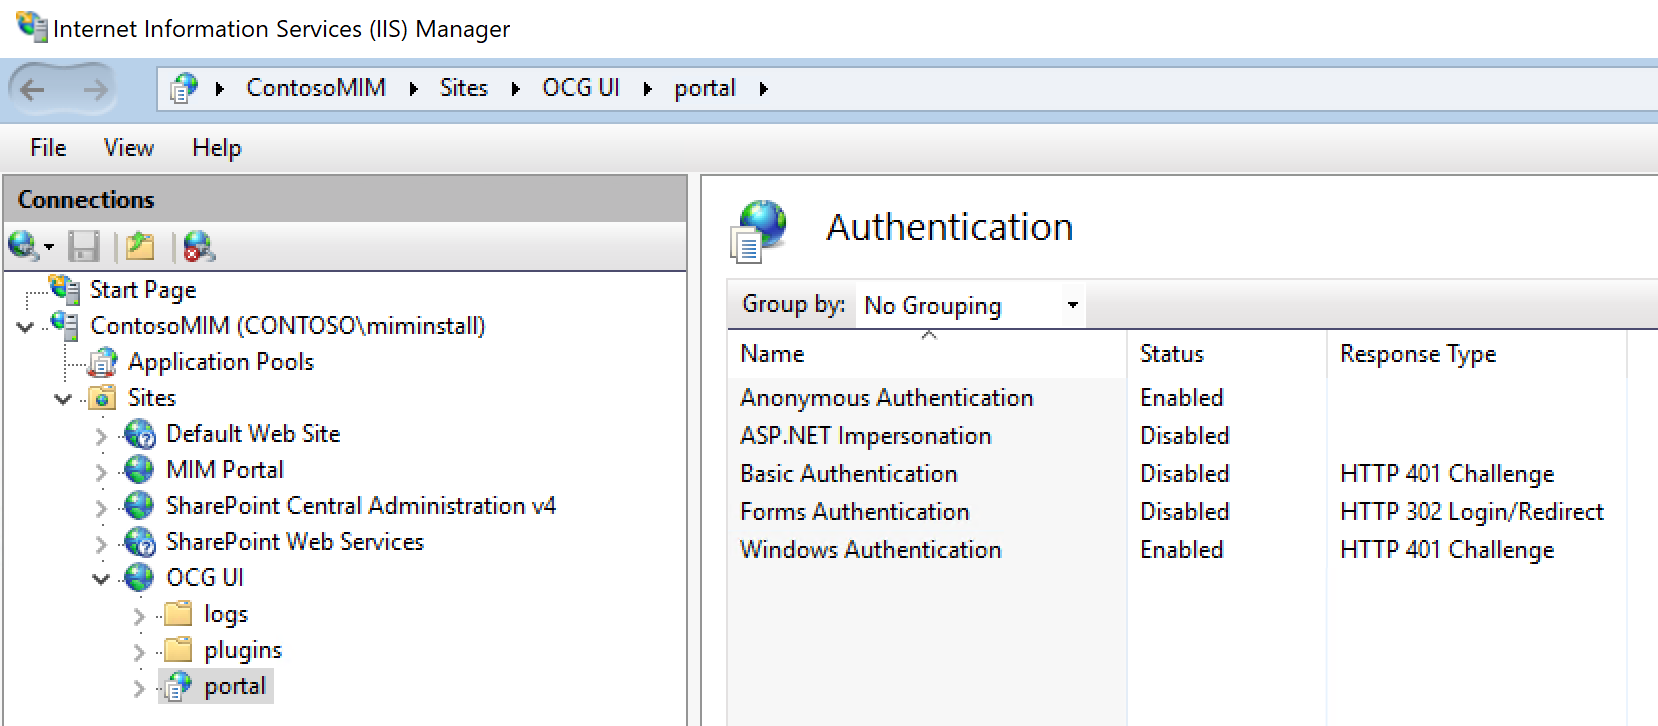 Internet Information Services (IIS) Manager
ContosoMIM Sites OCG UI portal
File View Help
Connections
Start Page
ContosoMIM (CONTOSO\miminstall)
Application Pools
Sites
Default Web Site
MIM Portal
SharePoint Central Administration v4
SharePoint Web Services
OCG UI
logs
plugins
portal
Authentication
Group by: No Grouping
Name Status Response Type
Anonymous Authentication Enabled
ASP.NET Impersonation Disabled
Basic Authentication Disabled HTTP 401 Challenge
Forms Authentication Disabled HTTP 302 Login/Redirect
Windows Authentication Enabled HTTP 401 Challenge